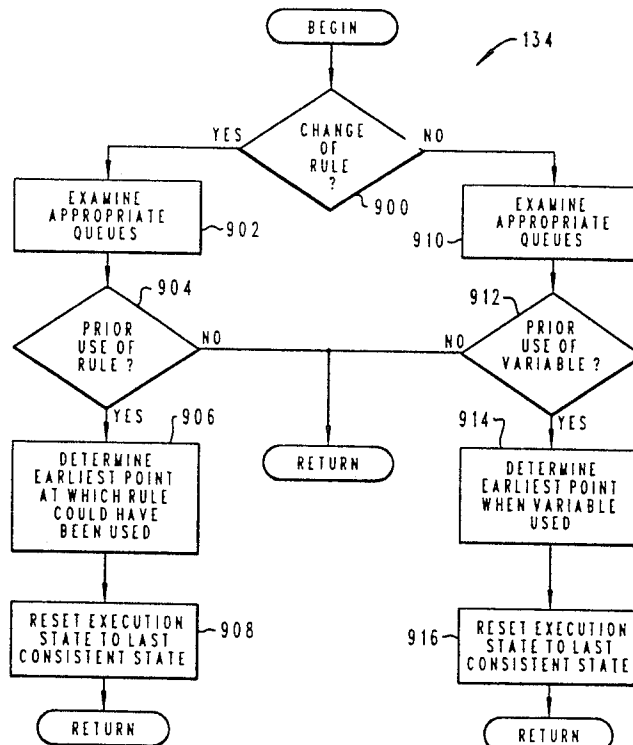 BEGIN
134
CHANGE
OF
RULE
?
YES
NO
900
EXAMINE
APPROPRIATE
QUEUES
902
EXAMINE
APPROPRIATE
QUEUES
910
904
PRIOR
USE OF
RULE ?
NO
YES
912
PRIOR
USE OF
VARIABLE ?
NO
YES
RETURN
906
DETERMINE
EARLIEST POINT
AT WHICH RULE
COULD HAVE
BEEN USED
914
DETERMINE
EARLIEST POINT
WHEN VARIABLE
USED
RESET EXECUTION
STATE TO LAST
CONSISTENT STATE
908
RESET EXECUTION
STATE TO LAST
CONSISTENT STATE
916
RETURN
RETURN